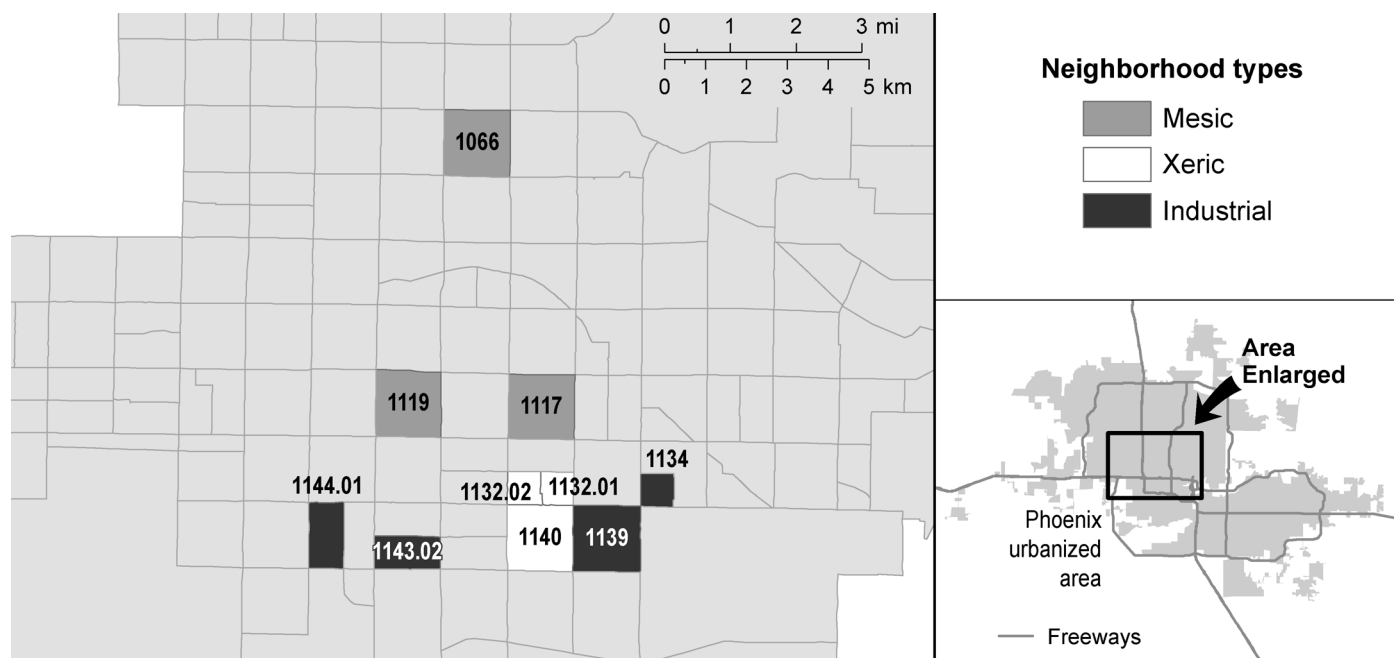 0 1 2 3 mi
0 1 2 3 4 5 km
1066
1119
1117
1134
1144.01
1132.02
1132.01
1143.02
1140
1139
Neighborhood types
Mesic
Xeric
Industrial
Area
Enlarged
Phoenix
urbanized
area
Freeways